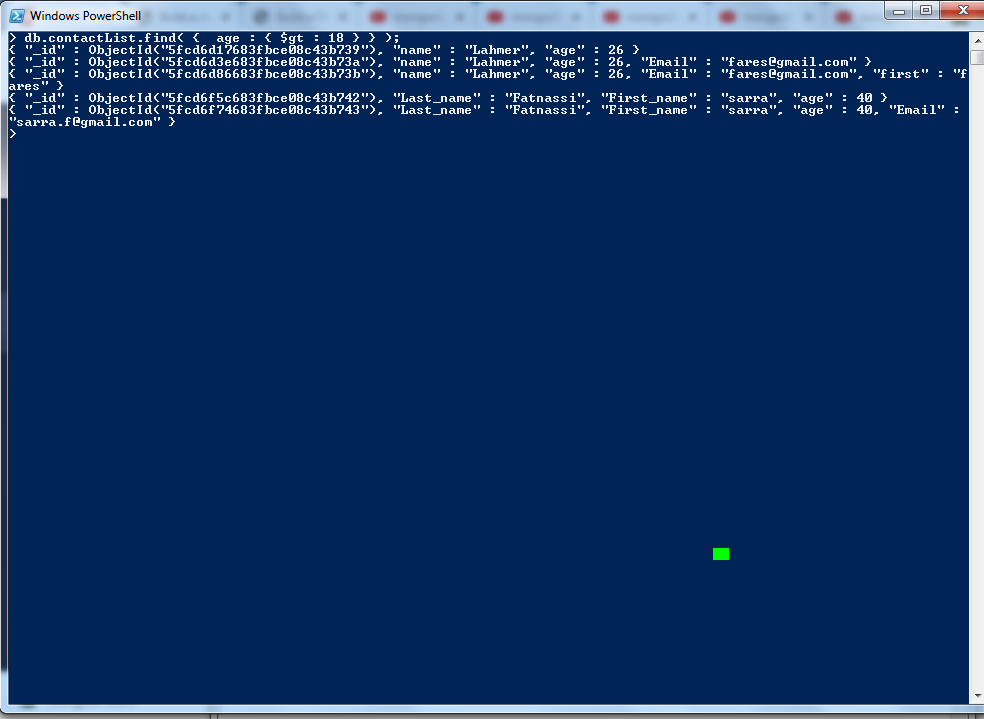 Windows PowerShell
> db.contactList.find( {  age : { $gt : 18 } } );
{ "_id" : ObjectId("5fcd6d17683fbce08c43b739"), "name" : "Lahmer", "age" : 26 }
{ "_id" : ObjectId("5fcd6d3e683fbce08c43b73a"), "name" : "Lahmer", "age" : 26, "Email" : "fares@gmail.com" }
{ "_id" : ObjectId("5fcd6d86683fbce08c43b73b"), "name" : "Lahmer", "age" : 26, "Email" : "fares@gmail.com", "first" : "f
ares" }
{ "_id" : ObjectId("5fcd6f5c683fbce08c43b742"), "Last_name" : "Fatnassi", "First_name" : "sarra", "age" : 40 }
{ "_id" : ObjectId("5fcd6f74683fbce08c43b743"), "Last_name" : "Fatnassi", "First_name" : "sarra", "age" : 40, "Email" :
"sarra.f@gmail.com" }
>